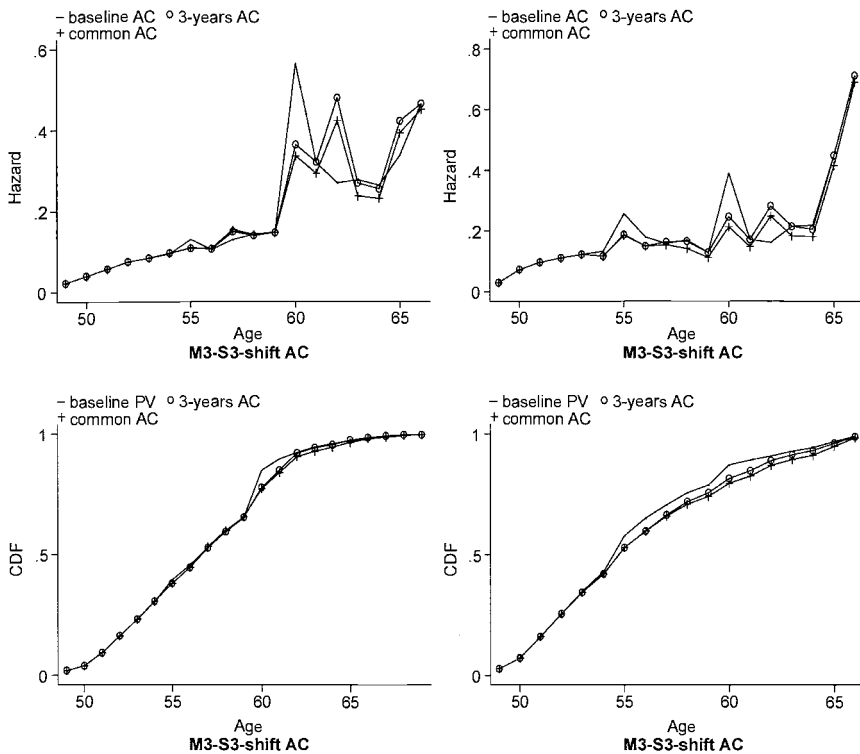 – baseline AC ° 3-years AC
+ common AC
.6
.4
.2
0
Hazard
50 55 60 65
Age
M3-S3-shift AC
– baseline AC ° 3-years AC
+ common AC
.8
.6
.4
.2
0
Hazard
50 55 60 65
Age
M3-S3-shift AC
– baseline PV ° 3-years AC
+ common AC
1
.5
0
CDF
50 55 60 65
Age
M3-S3-shift AC
– baseline PV ° 3-years AC
+ common AC
1
.5
0
CDF
50 55 60 65
Age
M3-S3-shift AC